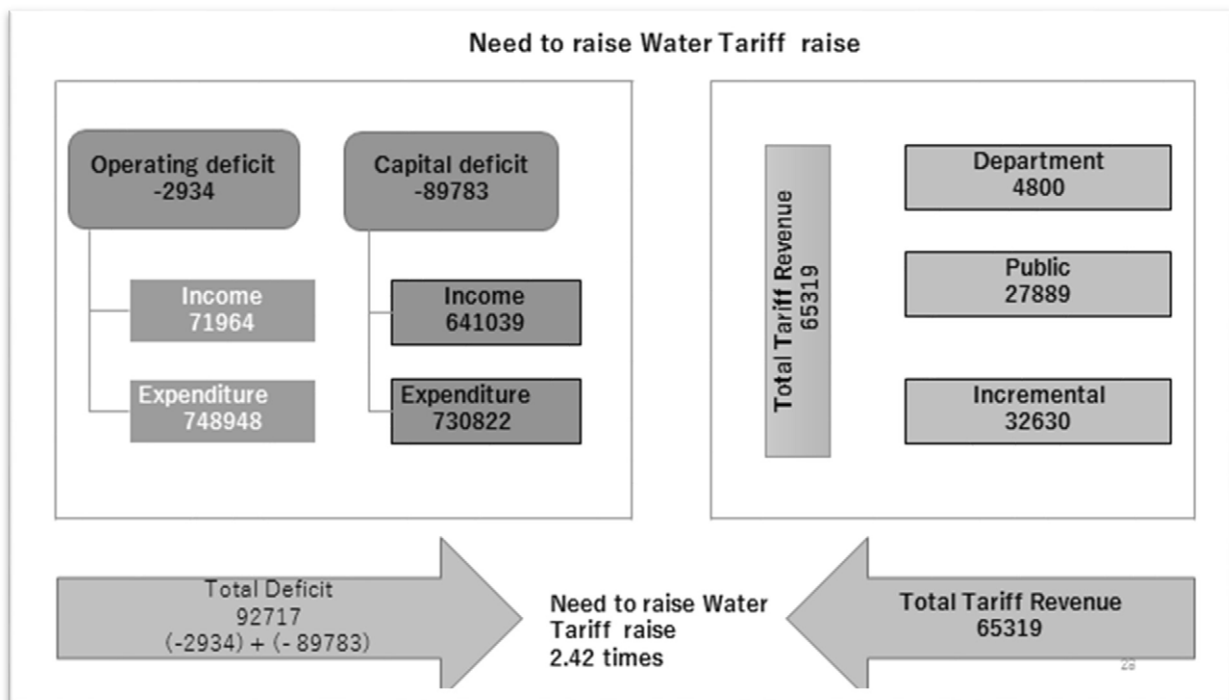 Need to raise Water Tariff raise
Operating deficit
-2934
Capital deficit
-89783
Income
71964
Income
641039
Expenditure
748948
Expenditure
730822
Total Tariff Revenue
65319
Department
4800
Public
27889
Incremental
32630
Total Deficit
92717
(-2934) + (- 89783)
Need to raise Water
Tariff raise
2.42 times
Total Tariff Revenue
65319